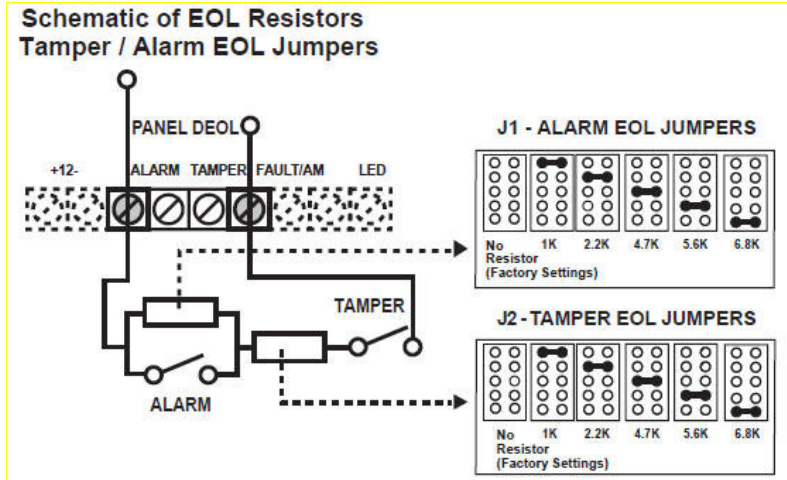 Schematic of EOL Resistors
Tamper / Alarm EOL Jumpers
PANEL DEOL
+12-
ALARM
TAMPER
FAULT/AM
LED
TAMPER
ALARM
J1 - ALARM EOL JUMPERS
No
Resistor
(Factory Settings)
1K
2.2K
4.7K
5.6K
6.8K
J2 - TAMPER EOL JUMPERS
No
Resistor
(Factory Settings)
1K
2.2K
4.7K
5.6K
6.8K